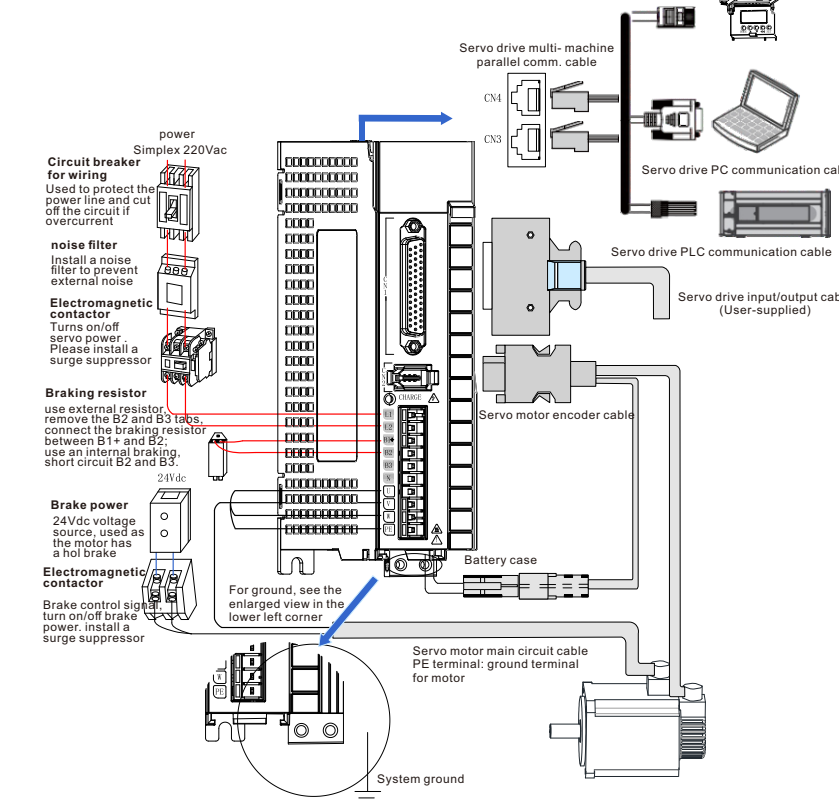 Servo drive multi- machine
parallel comm. cable
CN4
CN3
Servo drive PC communication cal
Servo drive PLC communication cable
Servo drive input/output cab
(User-supplied)
power
Simplex 220Vac
Circuit breaker
for wiring
Used to protect the
power line and cut
off the circuit if
overcurrent
noise filter
Install a noise
filter to prevent
external noise
Electromagnetic
contactor
Turns on/off
servo power .
Please install a
surge suppressor
Braking resistor
use external resistor,
remove the B2 and B3 tabs,
connect the braking resistor
between B1+ and B2;
use an internal braking,
short circuit B2 and B3.
24Vdc
Brake power
24Vdc voltage
source, used as
the motor has
a hol brake
Electromagnetic
contactor
Brake control signal,
turn on/off brake
power. install a
surge suppressor
CHARGE
L1
L2
B1+
B2
B3
N
U
V
W
PE
Servo motor encoder cable
Battery case
For ground, see the
enlarged view in the
lower left corner
Servo motor main circuit cable
PE terminal: ground terminal
for motor
W
PE
System ground